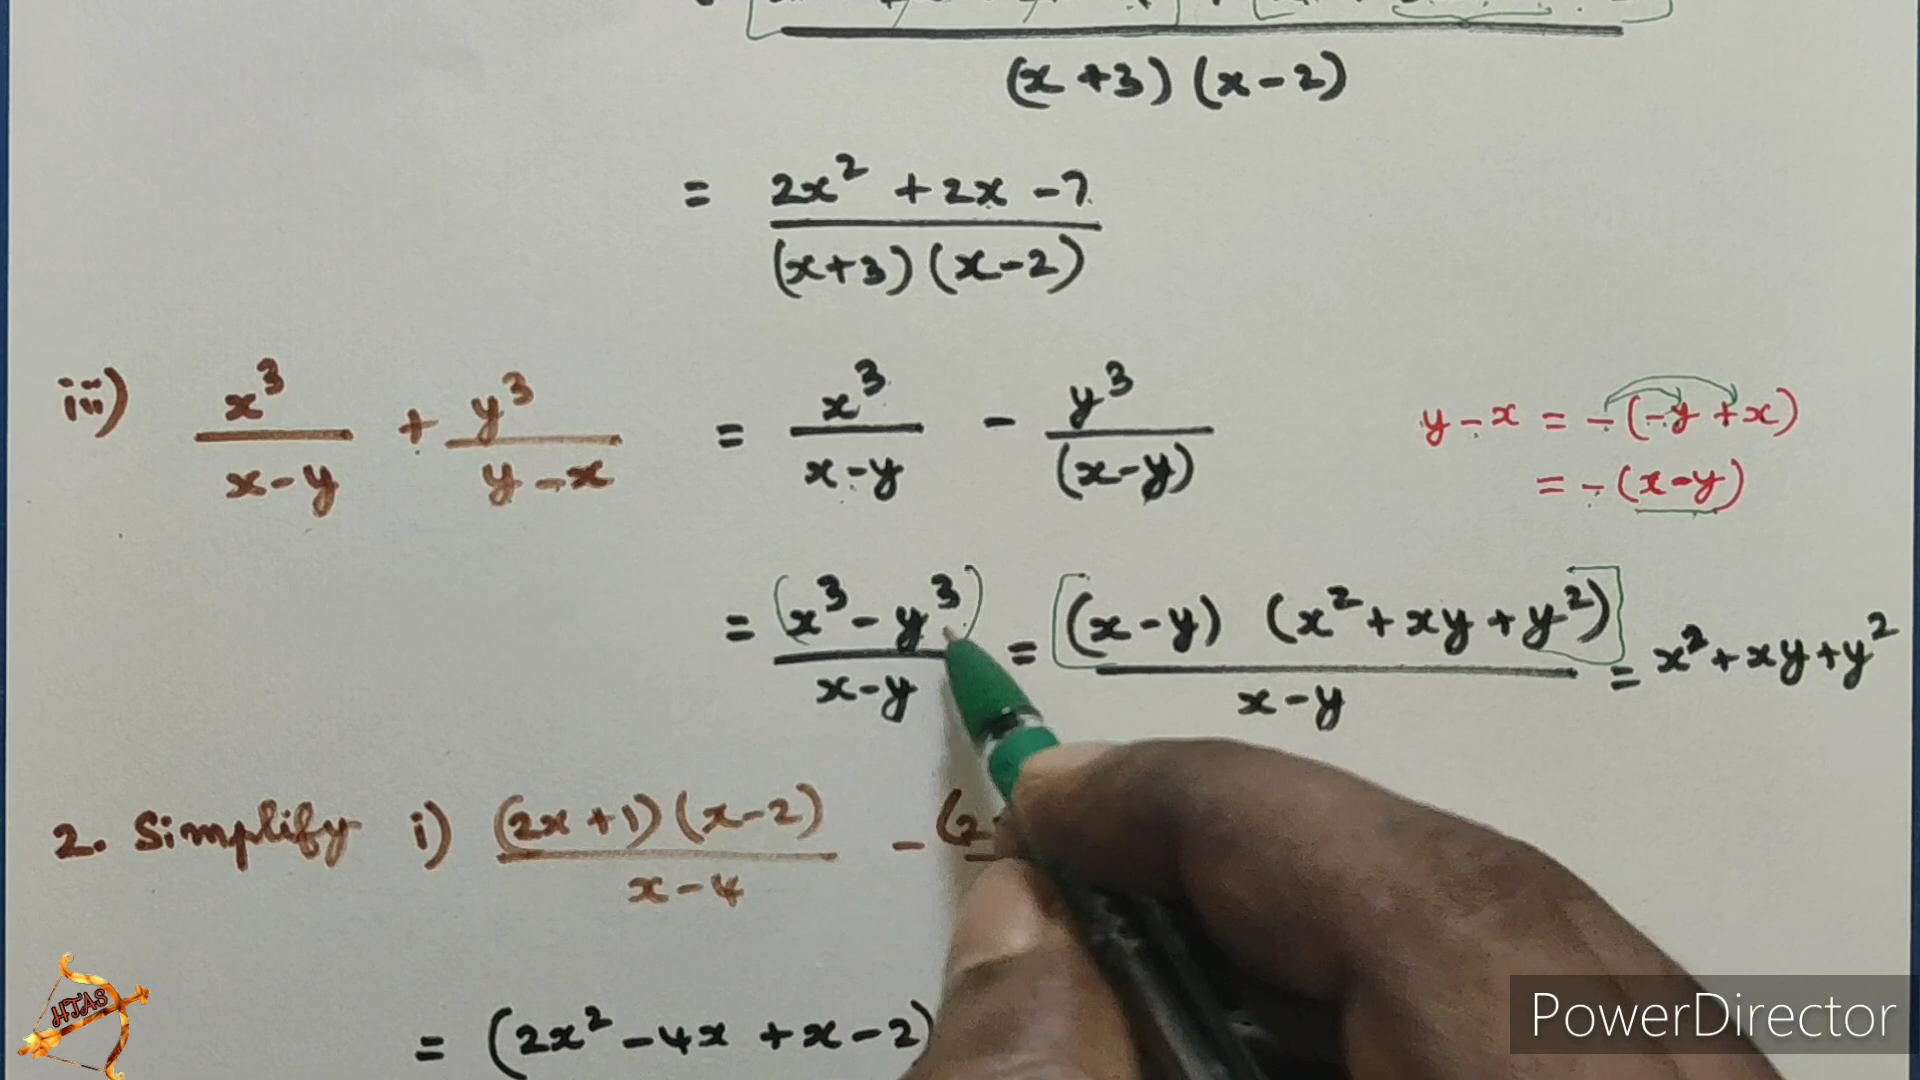 (x+3)(x-2)
= 2x² + 2x - 7
(x+3)(x-2)
iii) x³/x-y + y³/y-x = x³/x-y - y³/(x-y)
y-x = -(-y+x)
= -(x-y)
= (x³-y³)/x-y = (x-y)(x²+xy+y²)/x-y = x²+xy+y²
2. Simplify i) (2x+1)(x-2)/x-4 - (2
= (2x²-4x+x-2)
HTAS
PowerDirector